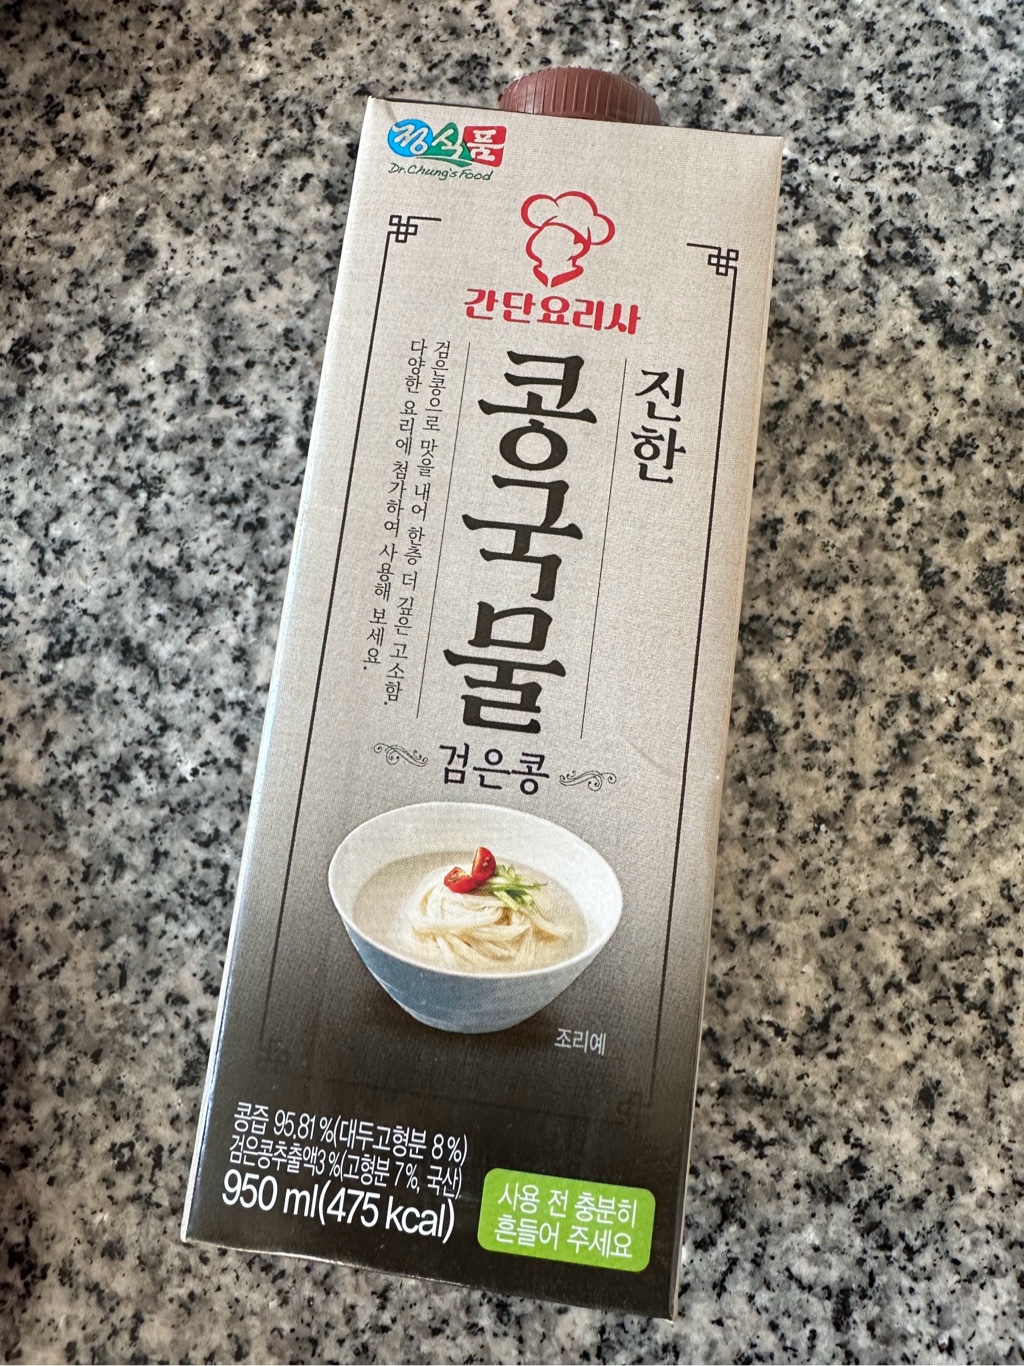 정식품
Dr.Chung's Food
간단요리사
진한
콩국물
검은콩으로 맛을 내어 한층 더 깊은 고소함.
다양한 요리에 첨가하여 사용해 보세요.
검은콩
조리예
콩즙 95.81%(대두고형분 8%)
검은콩추출액3%(고형분 7%, 국산)
950 ml(475 kcal)
사용 전 충분히
흔들어 주세요